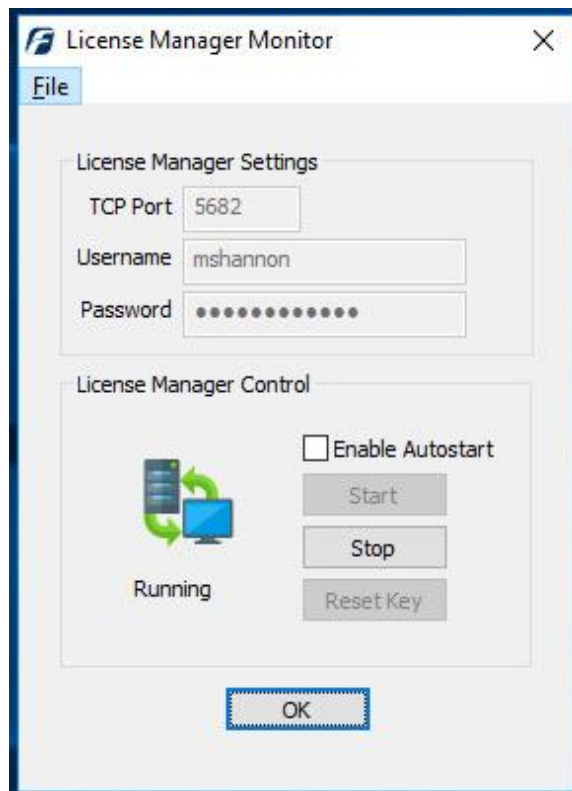 License Manager Monitor
File
License Manager Settings
TCP Port 5682
Username mshannon
Password ●●●●●●●●●●●●
License Manager Control
Enable Autostart
Start
Stop
Running
Reset Key
OK